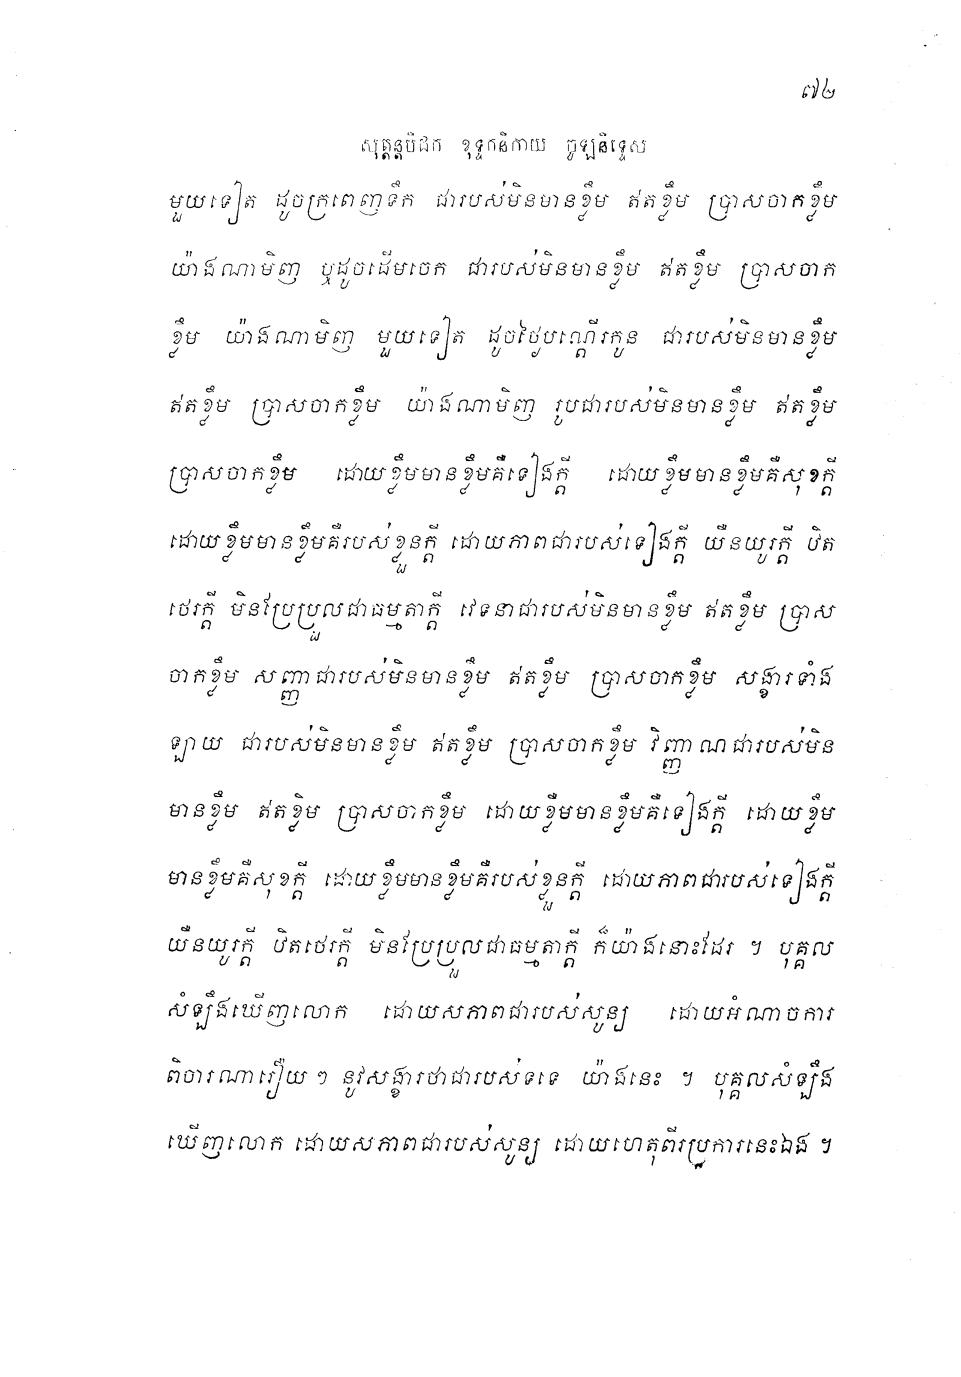 ៧៤
សុត្តន្តបិដក ខុទ្ទកនិកាយ ចូឡនិទ្ទេស
មួយទៀត ដូចក្រពេញទឹក ជារបស់មិនមានខ្លឹម ឥតខ្លឹម ប្រាសចាកខ្លឹម
យ៉ាងណាមិញ ឬដូចដើមចេក ជារបស់មិនមានខ្លឹម ឥតខ្លឹម ប្រាសចាក
ខ្លឹម យ៉ាងណាមិញ មួយទៀត ដូចថ្ងៃបណ្តើរកូន ជារបស់មិនមានខ្លឹម
ឥតខ្លឹម ប្រាសចាកខ្លឹម យ៉ាងណាមិញ រូបជារបស់មិនមានខ្លឹម ឥតខ្លឹម
ប្រាសចាកខ្លឹម ដោយខ្លឹមមានខ្លឹមគឺទៀងក្តី ដោយខ្លឹមមានខ្លឹមគឺសុខក្តី
ដោយខ្លឹមមានខ្លឹមគឺរបស់ខ្លួនក្តី ដោយភាពជារបស់ទៀងក្តី យឺនយូរក្តី ឋិត
ថេរក្តី មិនប្រែប្រួលជាធម្មតាក្តី វេទនាជារបស់មិនមានខ្លឹម ឥតខ្លឹម ប្រាស
ចាកខ្លឹម សញ្ញាជារបស់មិនមានខ្លឹម ឥតខ្លឹម ប្រាសចាកខ្លឹម សង្ខារទាំង
ឡាយ ជារបស់មិនមានខ្លឹម ឥតខ្លឹម ប្រាសចាកខ្លឹម វិញ្ញាណជារបស់មិន
មានខ្លឹម ឥតខ្លឹម ប្រាសចាកខ្លឹម ដោយខ្លឹមមានខ្លឹមគឺទៀងក្តី ដោយខ្លឹម
មានខ្លឹមគឺសុខក្តី ដោយខ្លឹមមានខ្លឹមគឺរបស់ខ្លួនក្តី ដោយភាពជារបស់ទៀងក្តី
យឺនយូរក្តី ឋិតថេរក្តី មិនប្រែប្រួលជាធម្មតាក្តី ក៏យ៉ាងនោះដែរ ។ បុគ្គល
សំឡឹងឃើញលោក ដោយសភាពជារបស់សូន្យ ដោយអំណាចការ
ពិចារណារឿយ ៗ នូវសង្ខារថាជារបស់ទទេ យ៉ាងនេះ ។ បុគ្គលសំឡឹង
ឃើញលោក ដោយសភាពជារបស់សូន្យ ដោយហេតុពីរប្រការនេះឯង ។